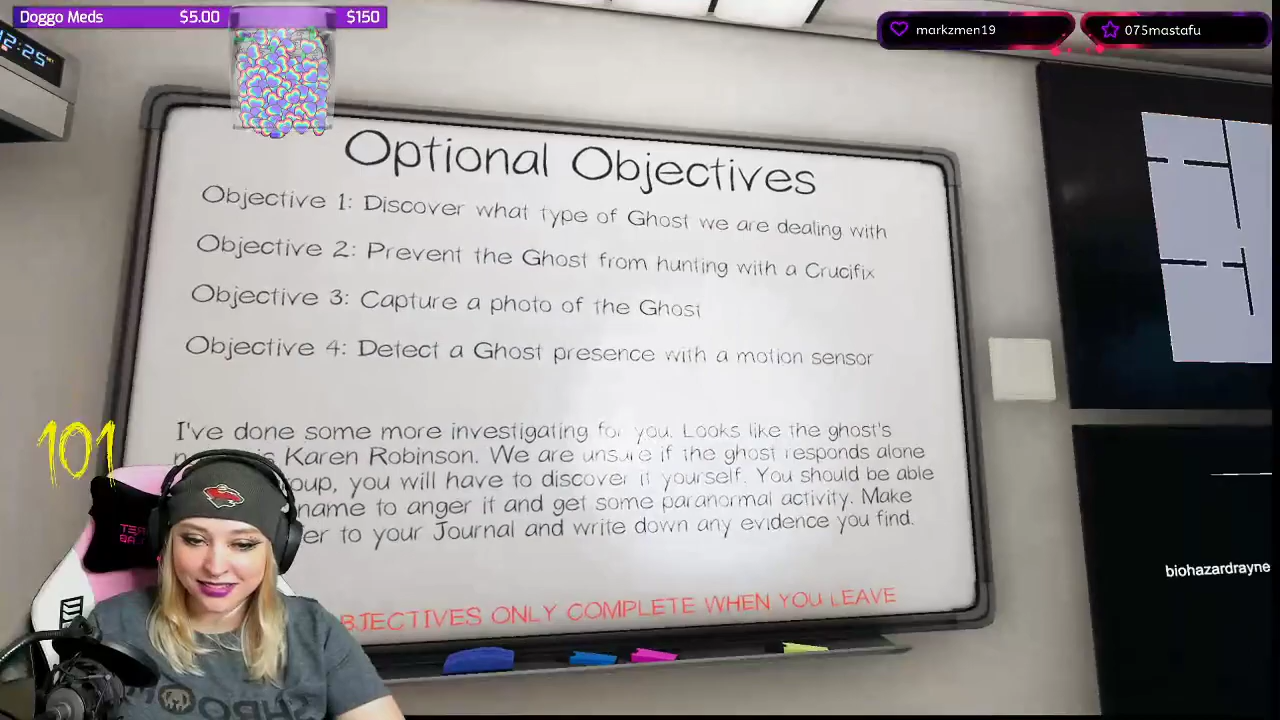 Doggo Meds $5.00 $150
markzmen19
075mastafu
12:25
Optional Objectives
Objective 1: Discover what type of Ghost we are dealing with
Objective 2: Prevent the Ghost from hunting with a Crucifix
Objective 3: Capture a photo of the Ghost
Objective 4: Detect a Ghost presence with a motion sensor
I've done some more investigating for you. Looks like the ghost's
Karen Robinson. We are unsure if the ghost responds alone
you will have to discover it yourself. You should be able
name to anger it and get some paranormal activity. Make
to your Journal and write down any evidence you find.
BJECTIVES ONLY COMPLETE WHEN YOU LEAVE
101
biohazardrayne